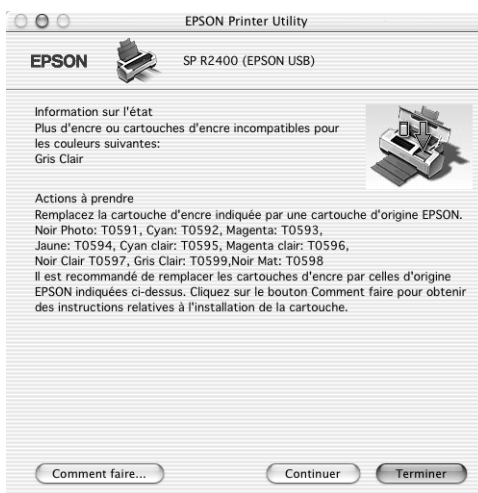 EPSON Printer Utility
EPSON
SP R2400 (EPSON USB)
Information sur l'état
Plus d'encre ou cartouches d'encre incompatibles pour
les couleurs suivantes:
Gris Clair
Actions à prendre
Remplacez la cartouche d'encre indiquée par une cartouche d'origine EPSON.
Noir Photo: T0591, Cyan: T0592, Magenta: T0593,
Jaune: T0594, Cyan clair: T0595, Magenta clair: T0596,
Noir Clair T0597, Gris Clair: T0599,Noir Mat: T0598
Il est recommandé de remplacer les cartouches d'encre par celles d'origine
EPSON indiquées ci-dessus. Cliquez sur le bouton Comment faire pour obtenir
des instructions relatives à l'installation de la cartouche.
Comment faire...
Continuer
Terminer